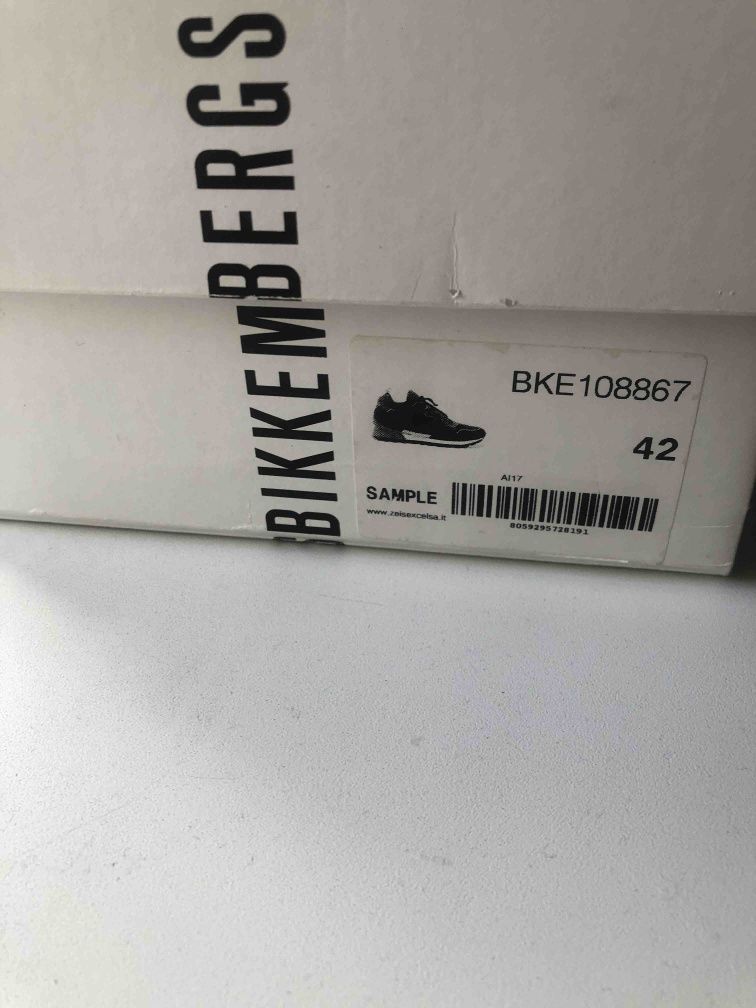 BIKKEMBERGS
BKE108867
42
AI17
SAMPLE
www.zeisexcelsa.it
8059295728191